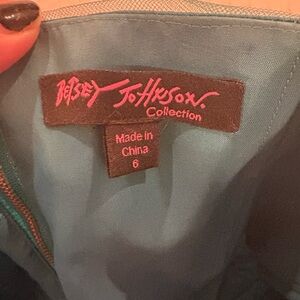 BETSEY JOHNSON.
Collection
Made in
China
6